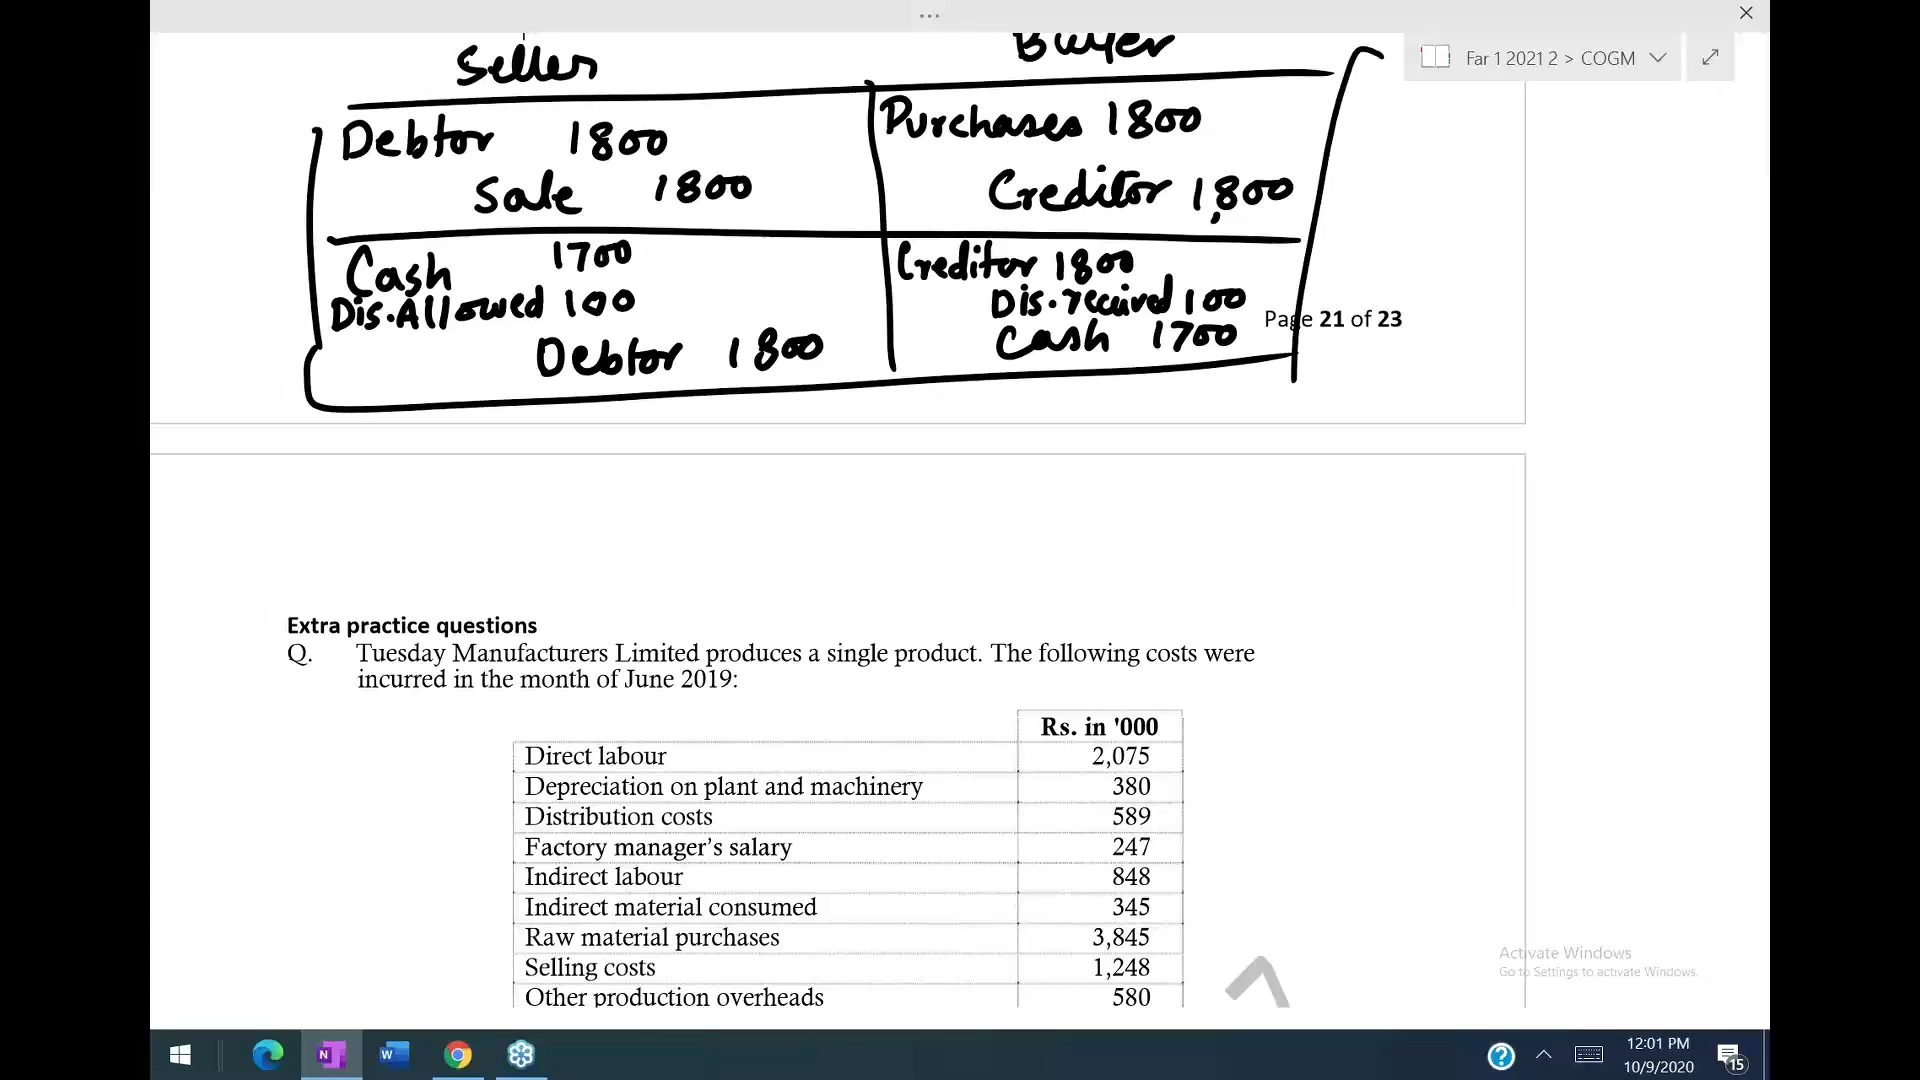 Seller Buyer
Far 1 2021 2 > COGM
Debtor 1800 Purchases 1800
Sale 1800 Creditor 1,800
Cash 1700 Creditor 1800
Dis.Allowed 100 Dis.received 100
Page 21 of 23
Debtor 1800 Cash 1700
Extra practice questions
Q. Tuesday Manufacturers Limited produces a single product. The following costs were
incurred in the month of June 2019:
Rs. in '000
Direct labour 2,075
Depreciation on plant and machinery 380
Distribution costs 589
Factory manager’s salary 247
Indirect labour 848
Indirect material consumed 345
Raw material purchases 3,845
Selling costs 1,248
Other production overheads 580
Activate Windows
Go to Settings to activate Windows.
12:01 PM
10/9/2020
15